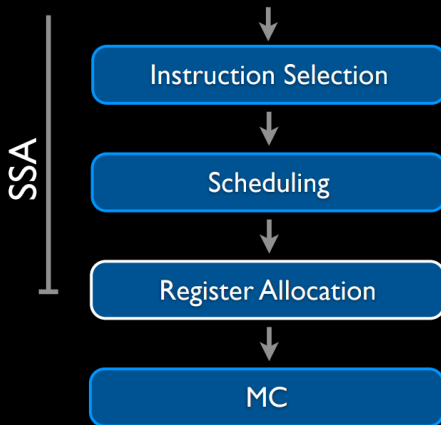 SSA
Instruction Selection
Scheduling
Register Allocation
MC